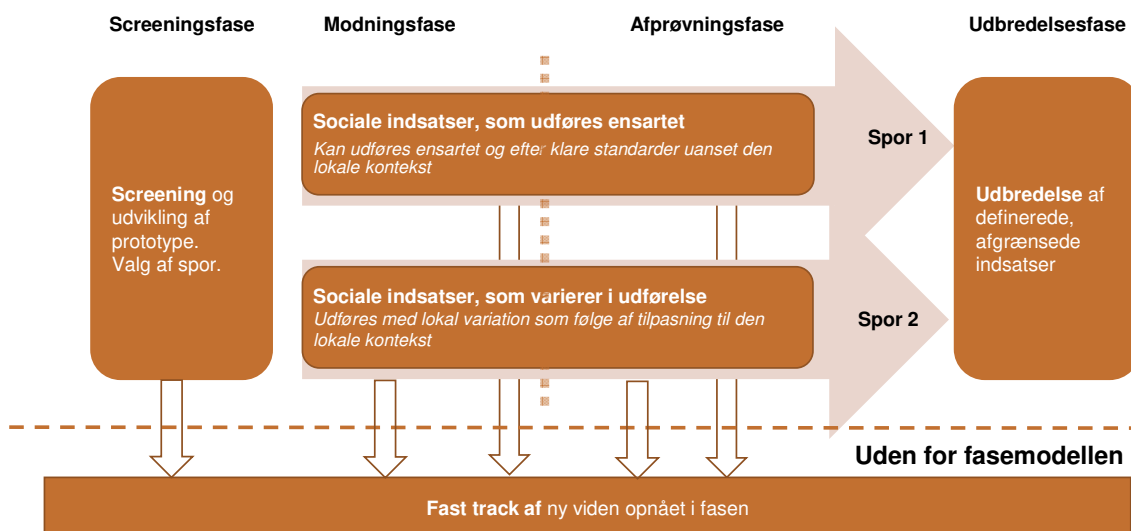 Screeningsfase
Modningsfase
Afprøvningsfase
Udbredelsesfase
Screening og
udvikling af
prototype.
Valg af spor.
Sociale indsatser, som udføres ensartet
Kan udføres ensartet og efter klare standarder uanset den
lokale kontekst
Spor 1
Sociale indsatser, som varierer i udførelse
Udføres med lokal variation som følge af tilpasning til den
lokale kontekst
Spor 2
Udbredelse af
definerede,
afgrænsede
indsatser
Uden for fasemodellen
Fast track af ny viden opnået i fasen